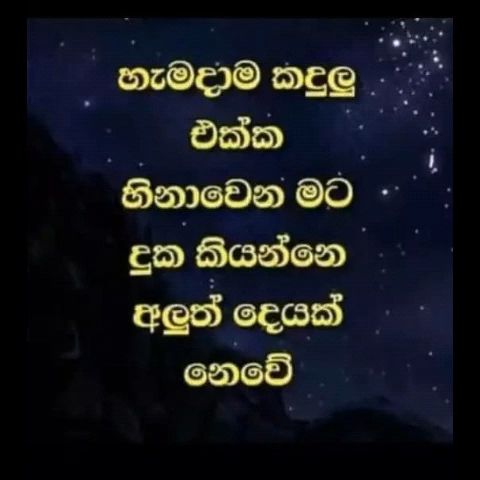 හැමදාම කදුලු
එක්ක
හිනාවෙන මට
දුක කියන්නෙ
අලුත් දෙයක්
නෙවේ